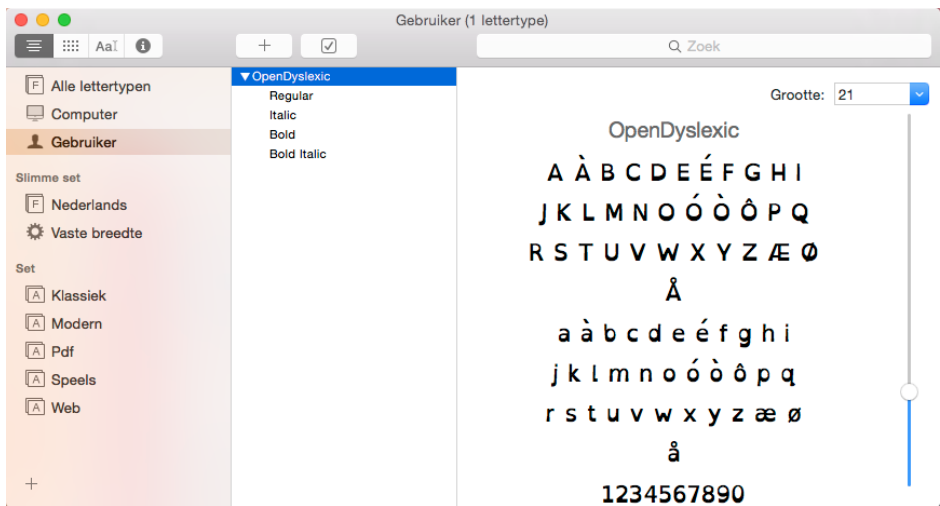 Gebruiker (1 lettertype)
AaI
Zoek
Alle lettertypen
Computer
Gebruiker
Slimme set
Nederlands
Vaste breedte
Set
Klassiek
Modern
Pdf
Speels
Web
OpenDyslexic
Regular
Italic
Bold
Bold Italic
Grootte: 21
OpenDyslexic
A À B C D E É F G H I
J K L M N O Ó Ò Ô P Q
R S T U V W X Y Z Æ Ø
Å
a à b c d e é f g h i
j k l m n o ó ò ô p q
r s t u v w x y z æ ø
å
1234567890